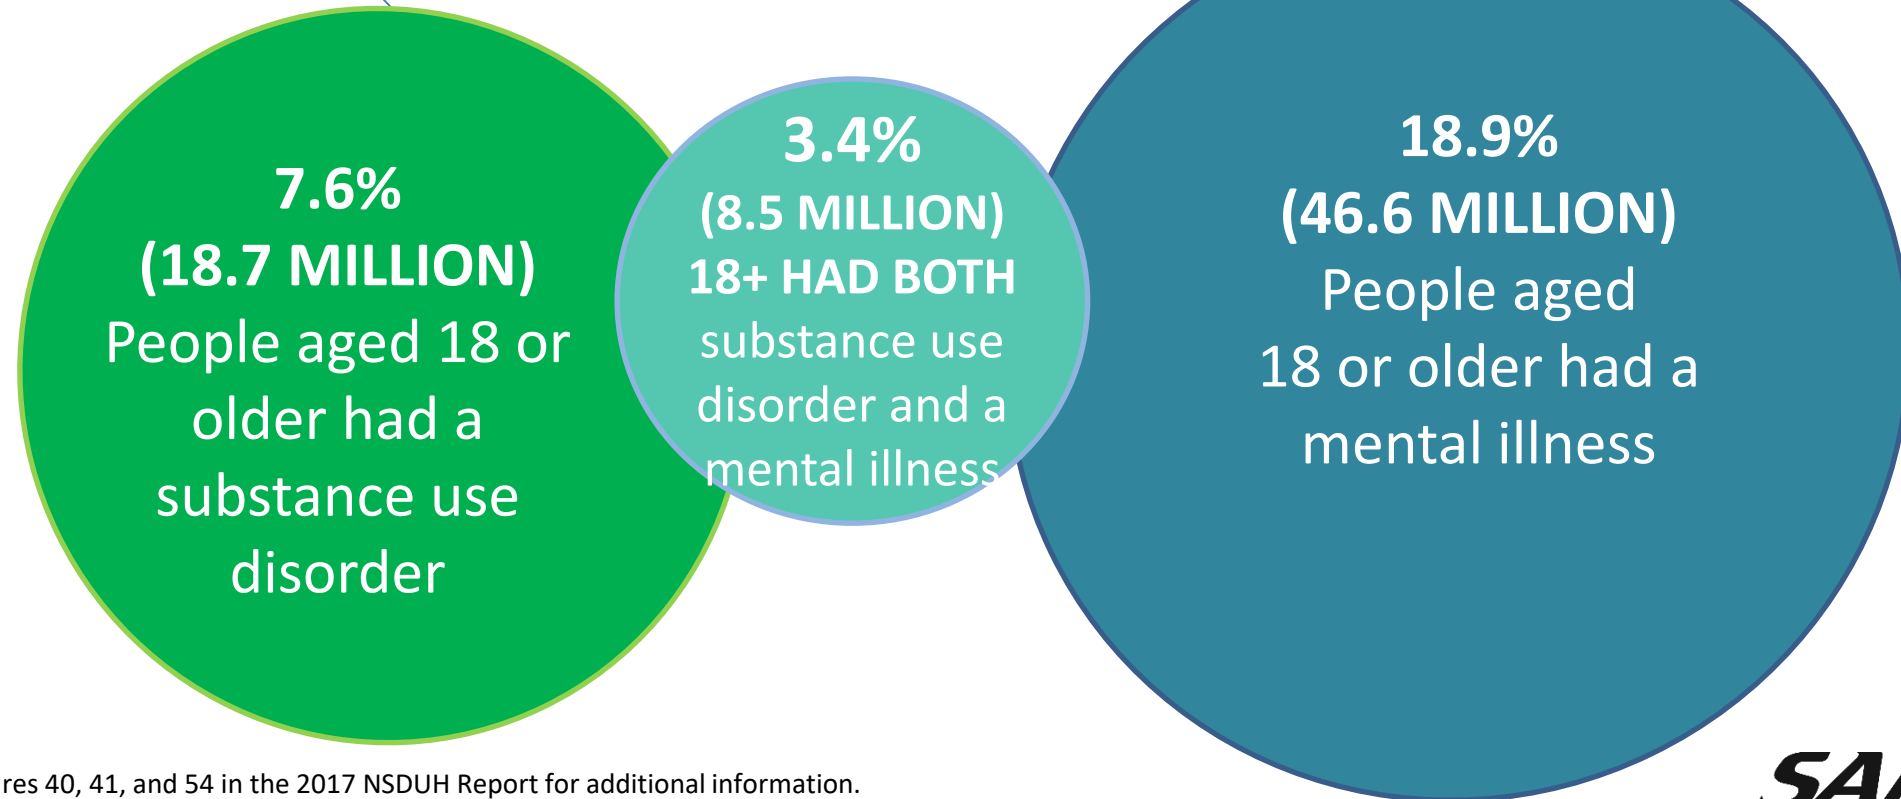 7.6%
(18.7 MILLION)
People aged 18 or
older had a
substance use
disorder
3.4%
(8.5 MILLION)
18+ HAD BOTH
substance use
disorder and a
mental illness
18.9%
(46.6 MILLION)
People aged
18 or older had a
mental illness
res 40, 41, and 54 in the 2017 NSDUH Report for additional information.
SA